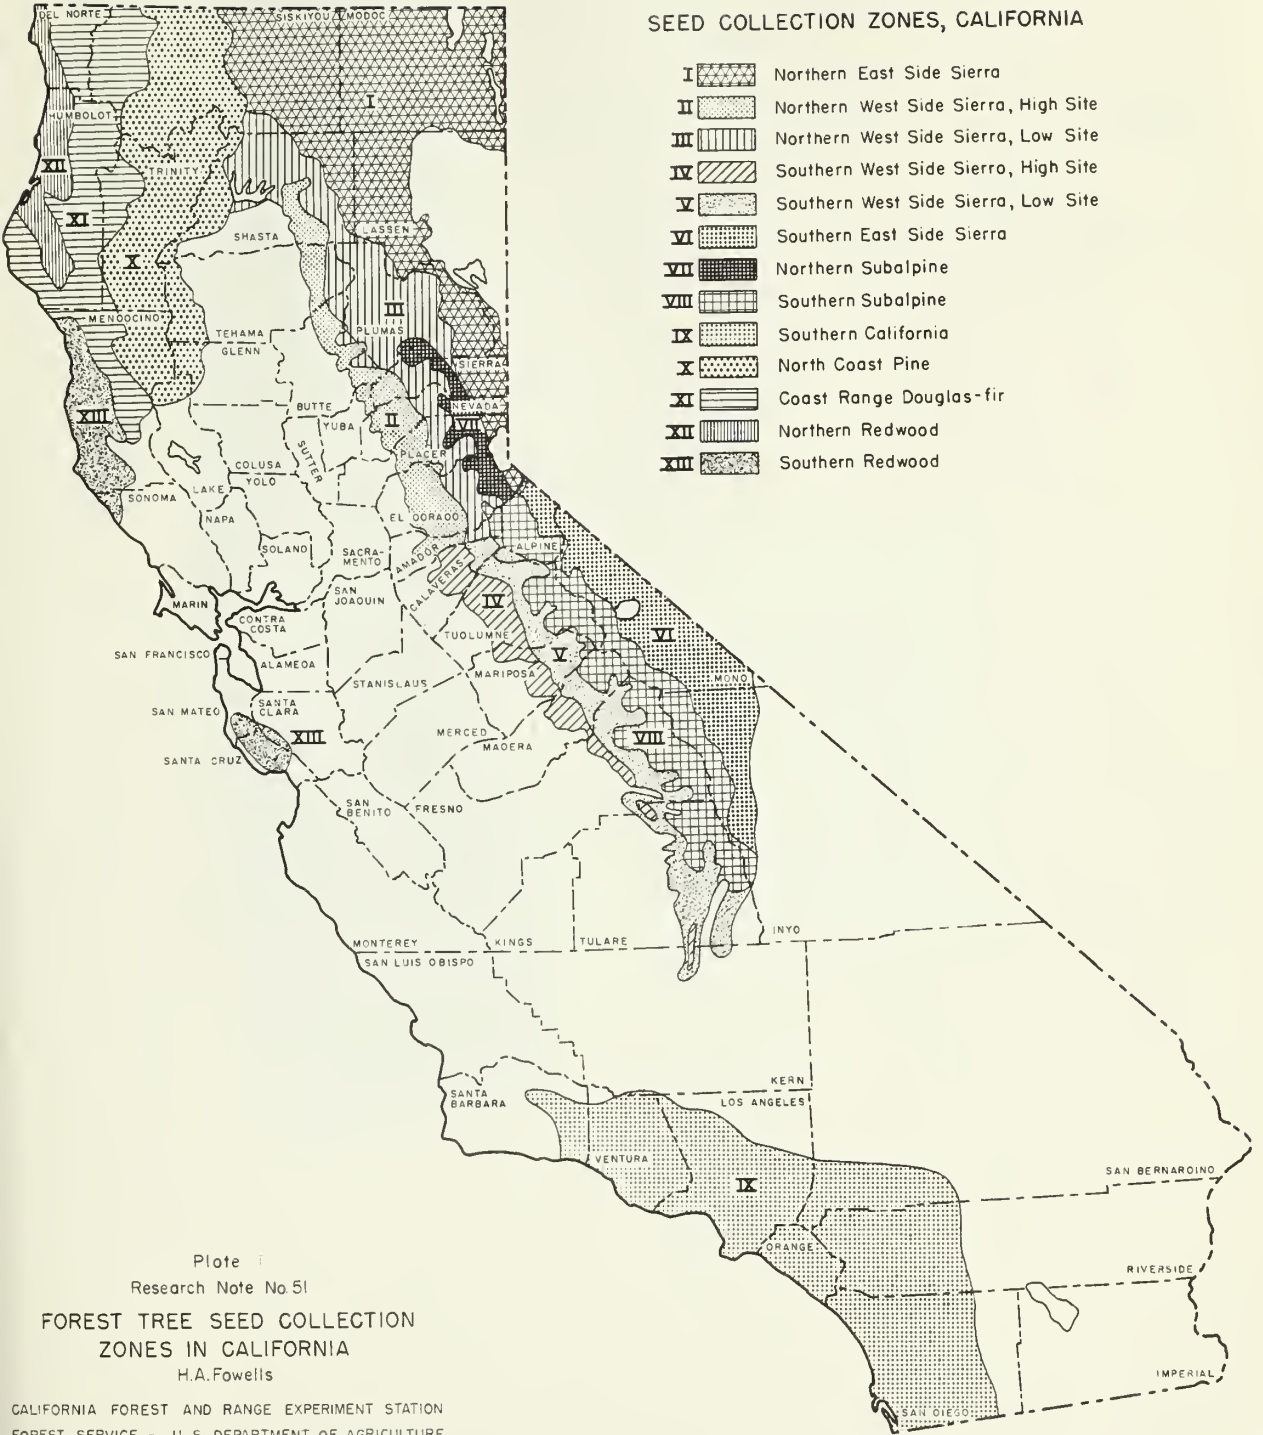 SEED COLLECTION ZONES, CALIFORNIA
I Northern East Side Sierra
II Northern West Side Sierra, High Site
III Northern West Side Sierra, Low Site
IV Southern West Side Sierra, High Site
V Southern West Side Sierra, Low Site
VI Southern East Side Sierra
VII Northern Subalpine
VIII Southern Subalpine
IX Southern California
X North Coast Pine
XI Coast Range Douglas-fir
XII Northern Redwood
XIII Southern Redwood
DEL NORTE
SISKIYOU
MODOC
I
HUMBOLDT
XII
TRINITY
XI
SHASTA
LASSEN
X
III
MENDOCINO
TEHAMA
PLUMAS
GLENN
SIERRA
XIII
BUTTE
II
NEVADA
YUBA
VII
SUTTER
PLACER
COLUSA
YOLO
SONOMA
LAKE
NAPA
EL DORADO
SOLANO
SACRA-
MENTO
AMADOR
ALPINE
CALAVERAS
MARIN
SAN
JOAQUIN
IV
CONTRA
COSTA
TUOLUMNE
VI
SAN FRANCISCO
ALAMEDA
V
STANISLAUS
MARIPOSA
MONO
SAN MATEO
SANTA
CLARA
XIII
MERCED
MADERA
VIII
SANTA CRUZ
SAN
BENITO
FRESNO
MONTEREY
KINGS
TULARE
INYO
SAN LUIS OBISPO
KERN
SANTA
BARBARA
LOS ANGELES
VENTURA
IX
SAN BERNARDINO
ORANGE
RIVERSIDE
IMPERIAL
SAN DIEGO
Plate
Research Note No. 51
FOREST TREE SEED COLLECTION
ZONES IN CALIFORNIA
H.A. Fowells
CALIFORNIA FOREST AND RANGE EXPERIMENT STATION
FOREST SERVICE - U.S. DEPARTMENT OF AGRICULTURE